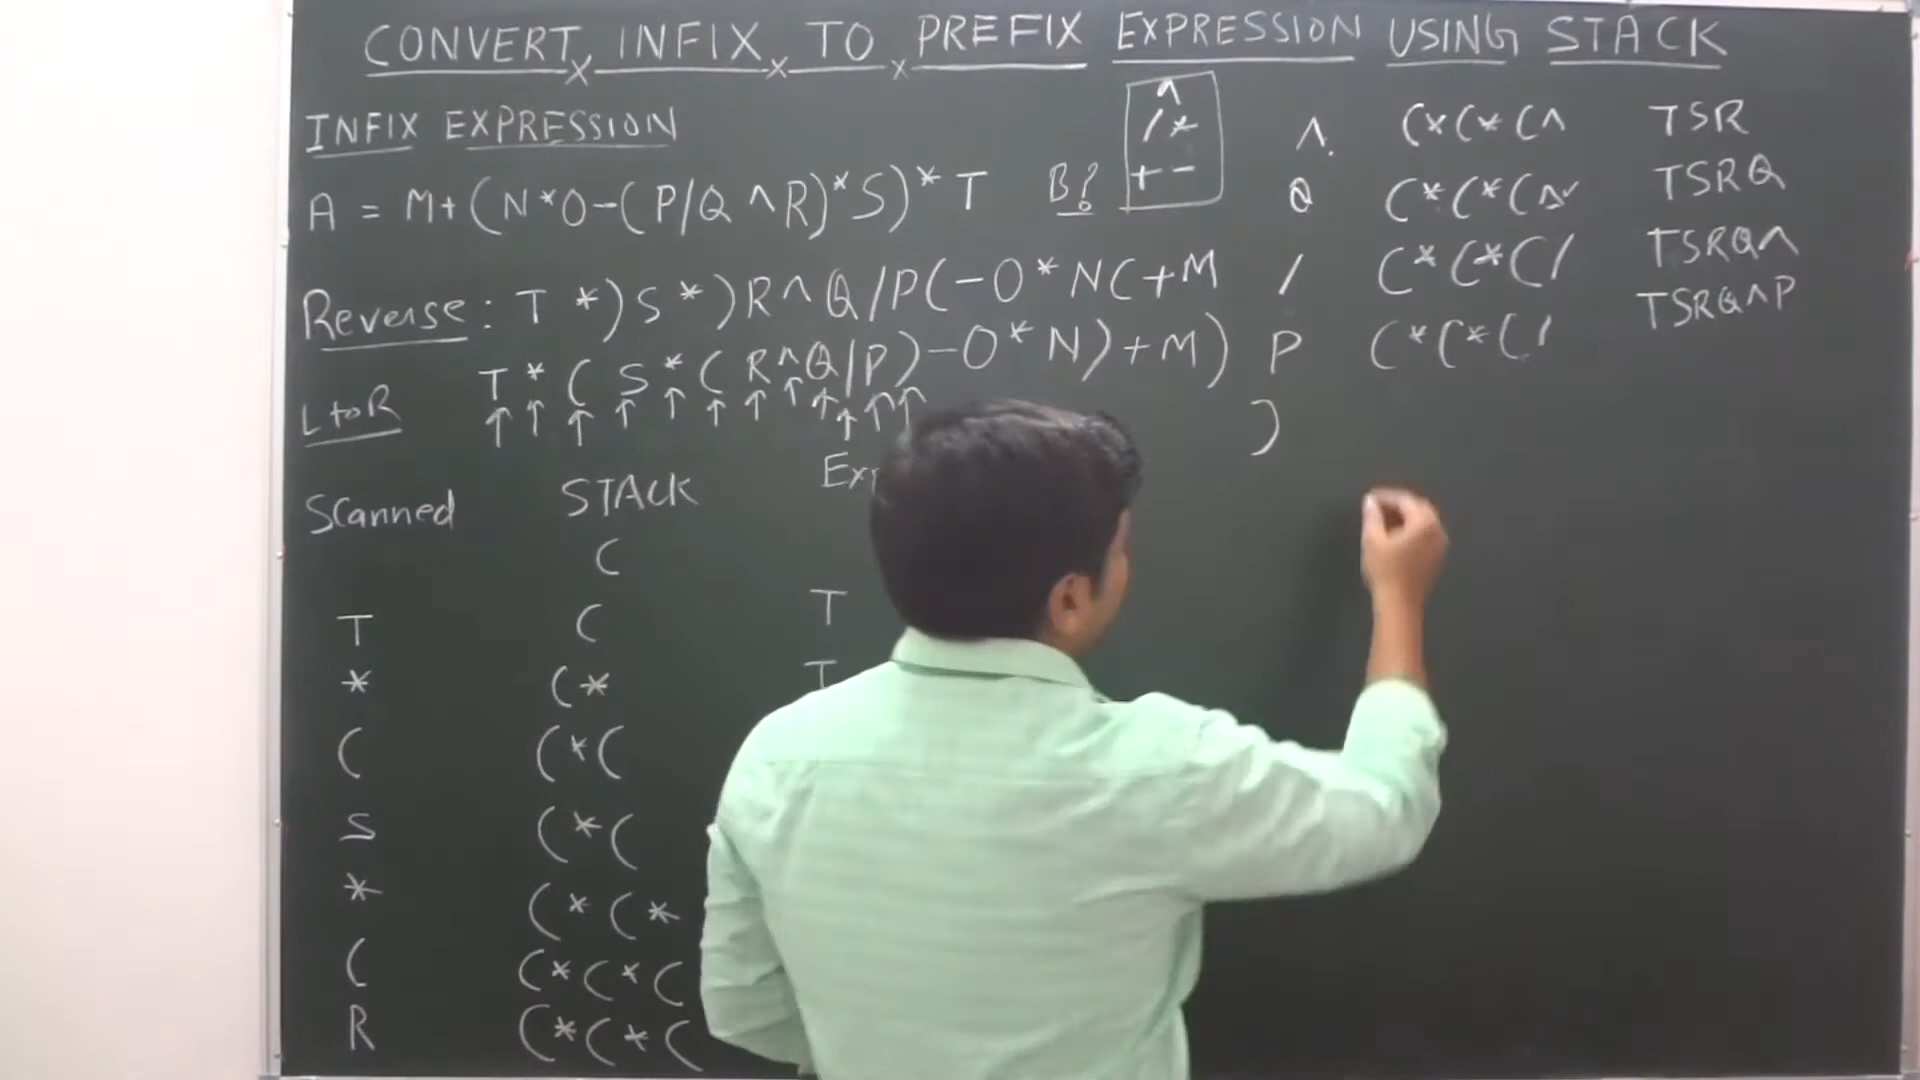 CONVERT INFIX TO PREFIX EXPRESSION USING STACK
INFIX EXPRESSION
A = M+(N*O-(P/Q^R)*S)*T B?
^
/ *
+ -
Reverse: T *)S*)R^Q/P(-O*N(+M
L to R T*(S*(R^Q/P)-O*N)+M)
Scanned STACK
(
T ( T
* (* T
( (*(
S (*(
* (*(*
( (*(*(
R (*(*(
^ (*(*(^ TSR
Q (*(*(^ TSRQ
/ (*(*(/ TSRQ^
P (*(*(/ TSRQ^P
)